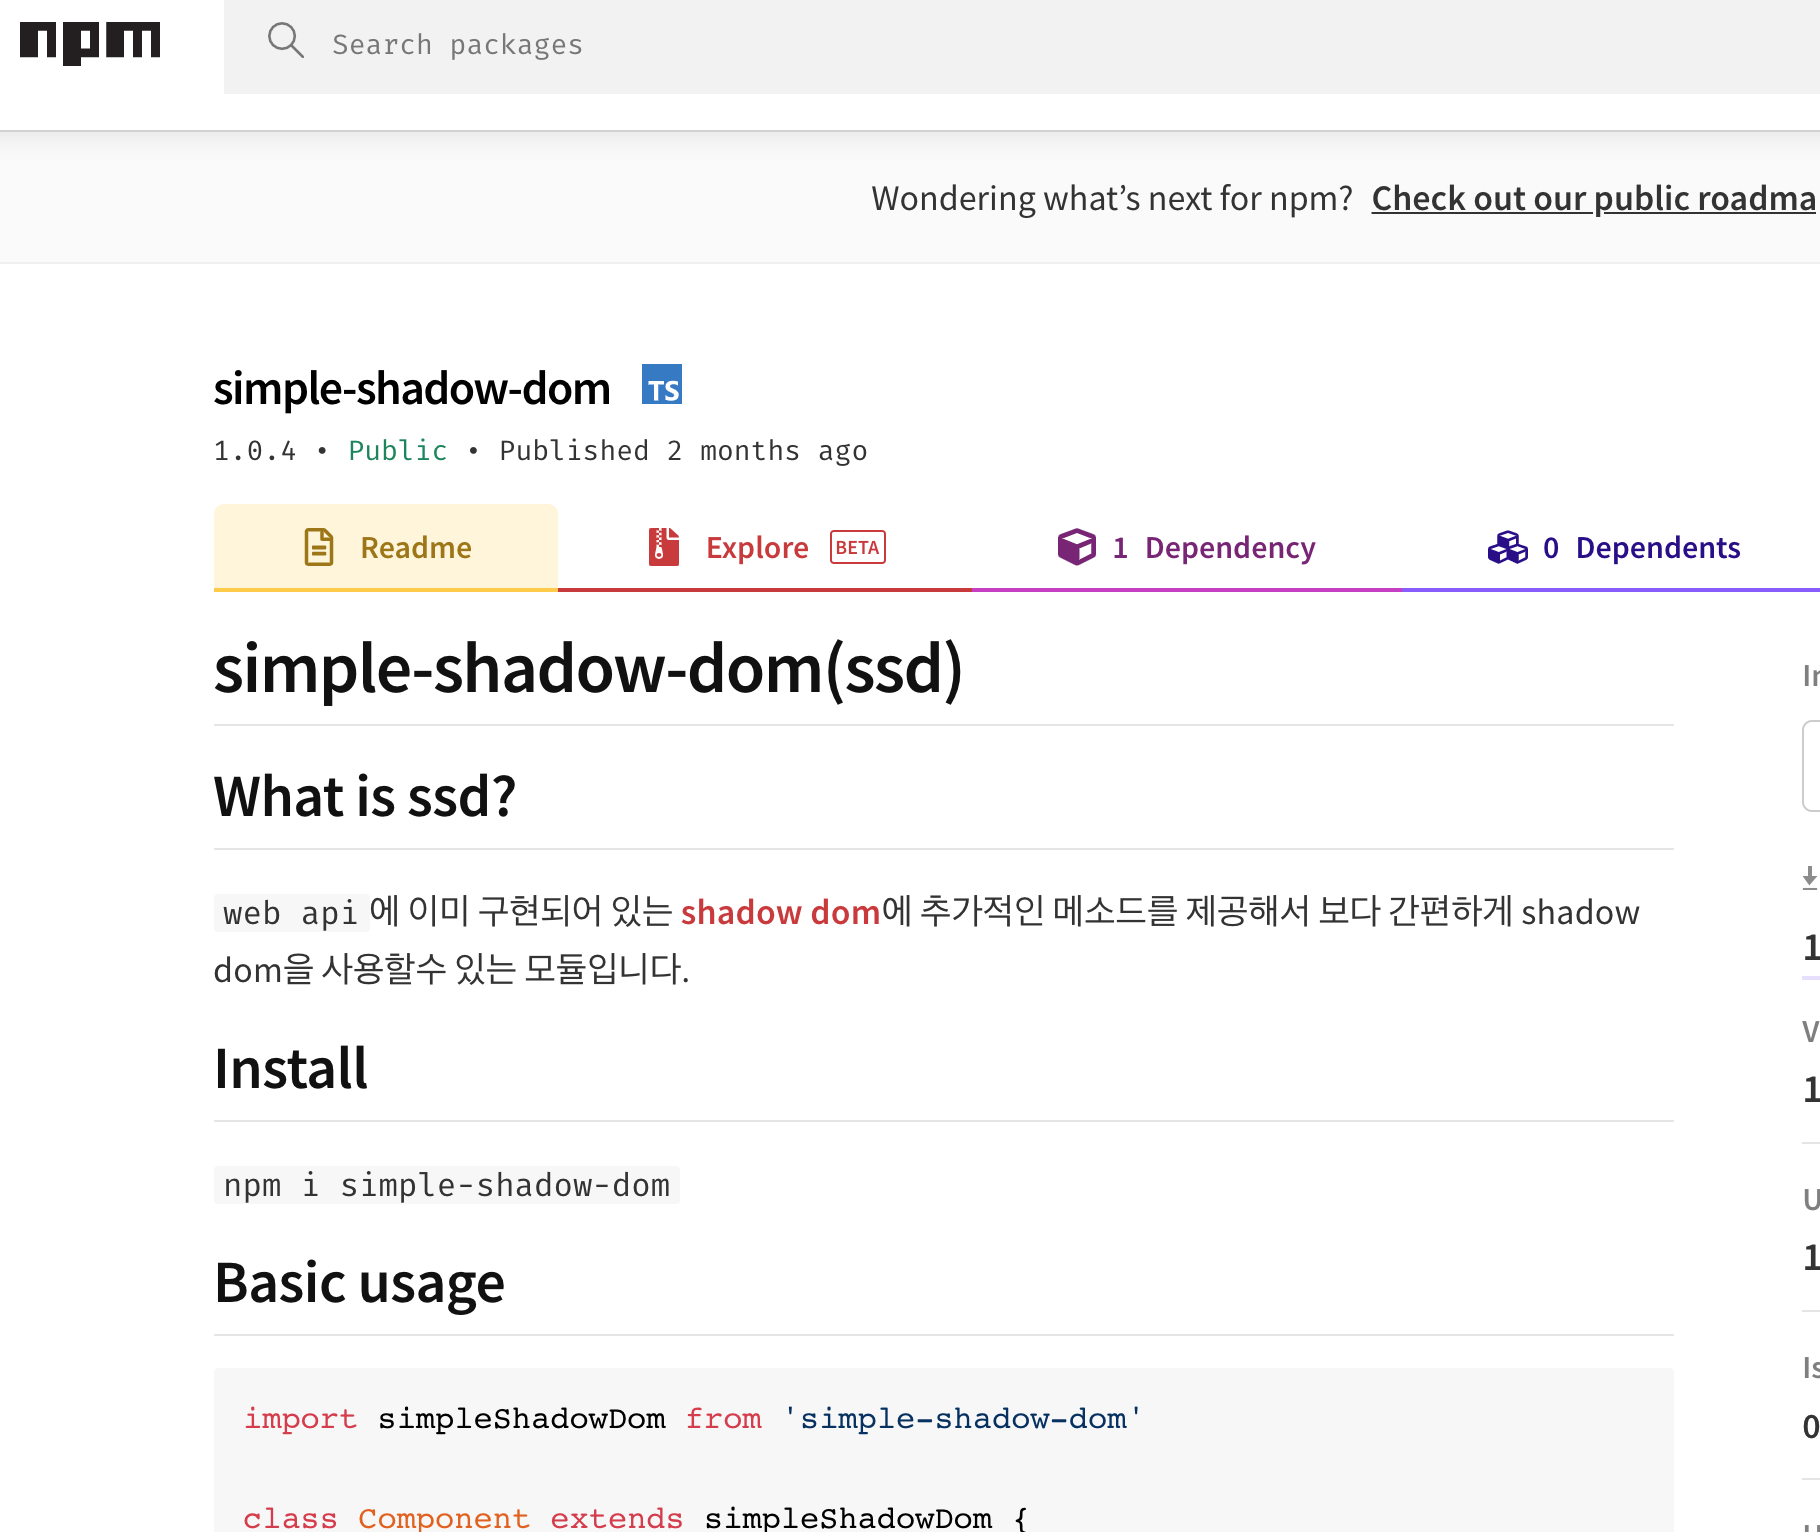 npm
Search packages
Wondering what’s next for npm? Check out our public roadma
simple-shadow-dom TS
1.0.4 • Public • Published 2 months ago
Readme
Explore BETA
1 Dependency
0 Dependents
simple-shadow-dom(ssd)
What is ssd?
web api에 이미 구현되어 있는 shadow dom에 추가적인 메소드를 제공해서 보다 간편하게 shadow
dom을 사용할수 있는 모듈입니다.
Install
npm i simple-shadow-dom
Basic usage
import simpleShadowDom from 'simple-shadow-dom'
class Component extends simpleShadowDom {